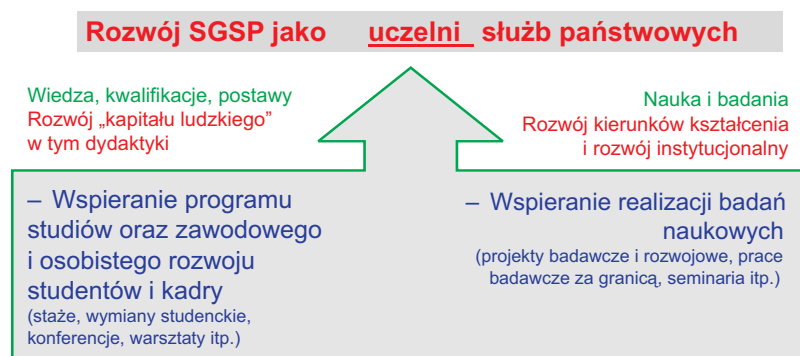 Rozwój SGSP jako uczelni służb państwowych
Wiedza, kwalifikacje, postawy
Rozwój „kapitału ludzkiego”
w tym dydaktyki
Nauka i badania
Rozwój kierunków kształcenia
i rozwój instytucjonalny
– Wspieranie programu
studiów oraz zawodowego
i osobistego rozwoju
studentów i kadry
(staże, wymiany studenckie,
konferencje, warsztaty itp.)
– Wspieranie realizacji badań
naukowych
(projekty badawcze i rozwojowe, prace
badawcze za granicą, seminaria itp.)